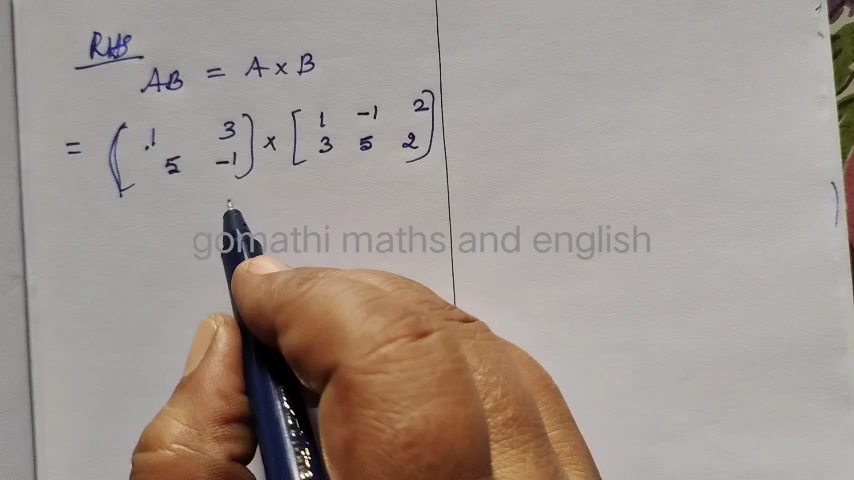 RHS
AB = A × B
= ( 1 3 ) × [ 1 -1 2 ]
5 -1 3 5 2
gomathi maths and english